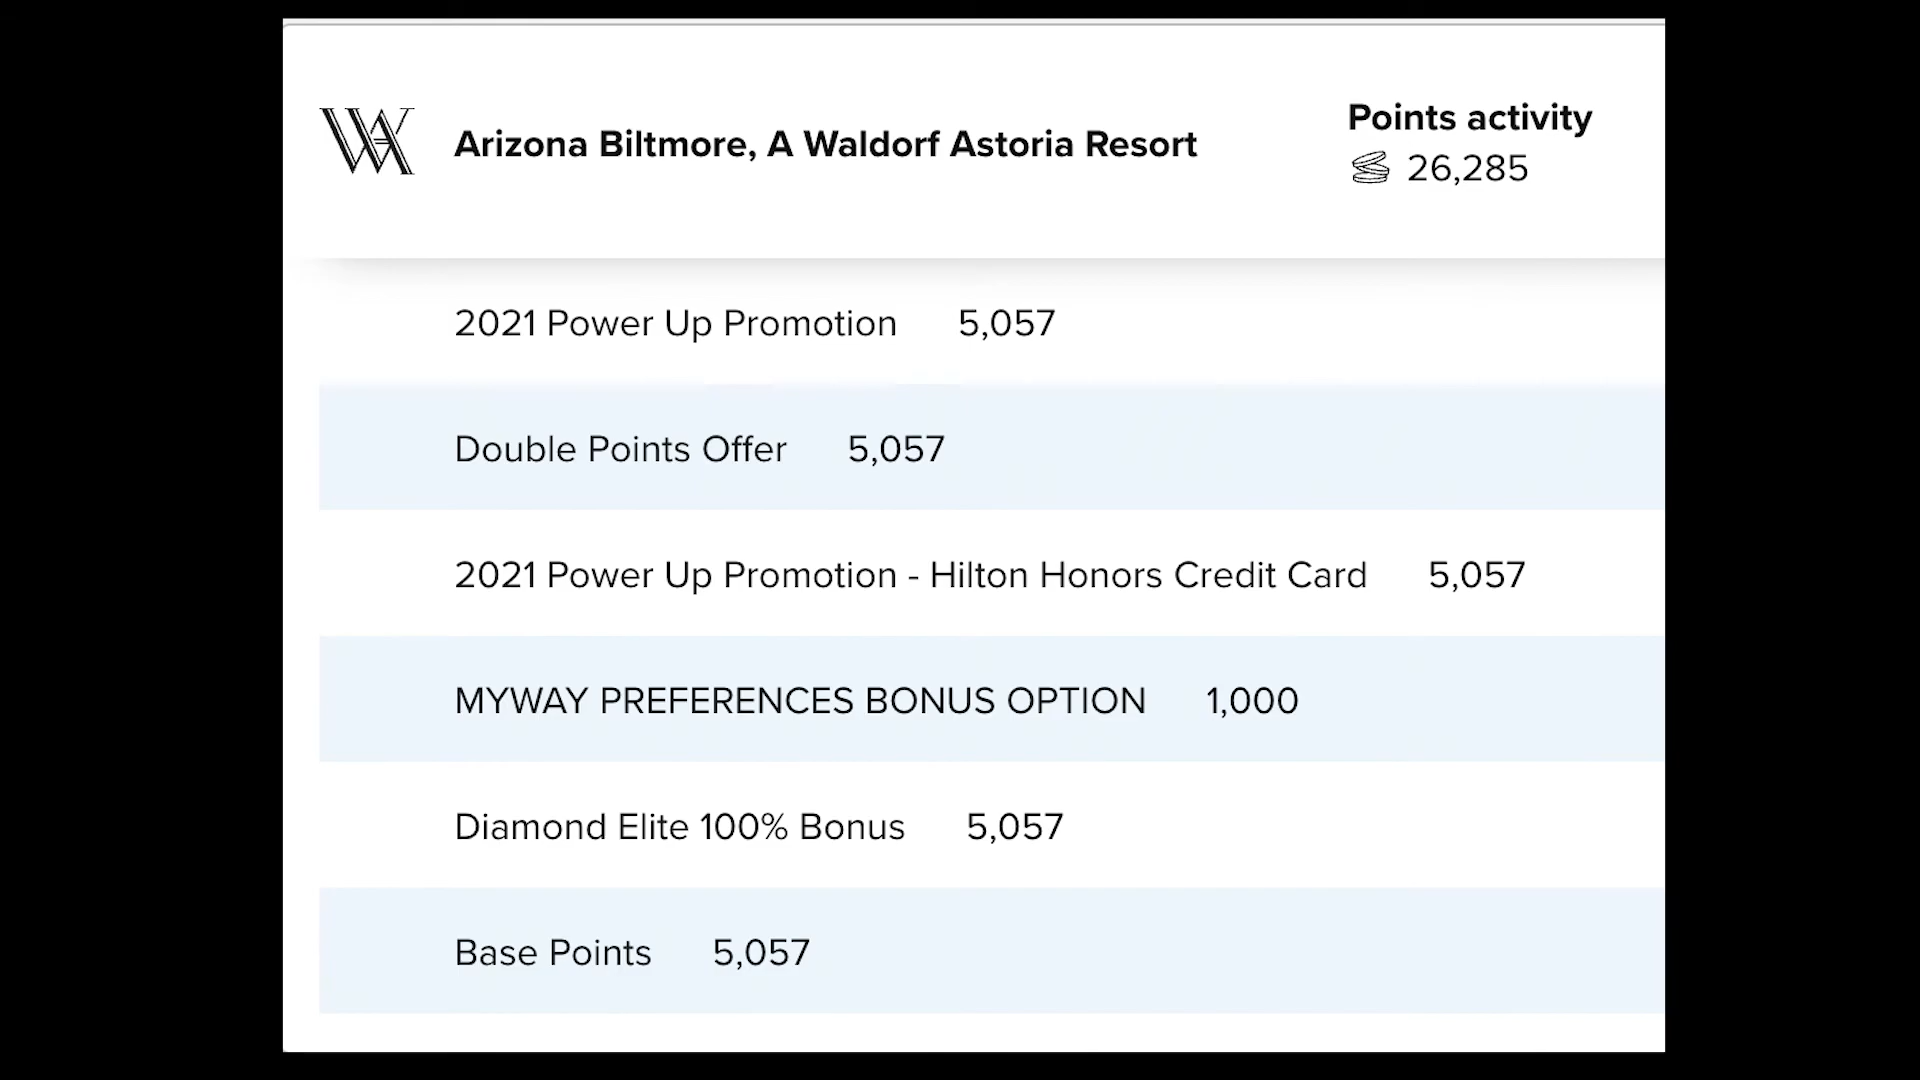 WA
Arizona Biltmore, A Waldorf Astoria Resort
Points activity
26,285
2021 Power Up Promotion 5,057
Double Points Offer 5,057
2021 Power Up Promotion - Hilton Honors Credit Card 5,057
MYWAY PREFERENCES BONUS OPTION 1,000
Diamond Elite 100% Bonus 5,057
Base Points 5,057